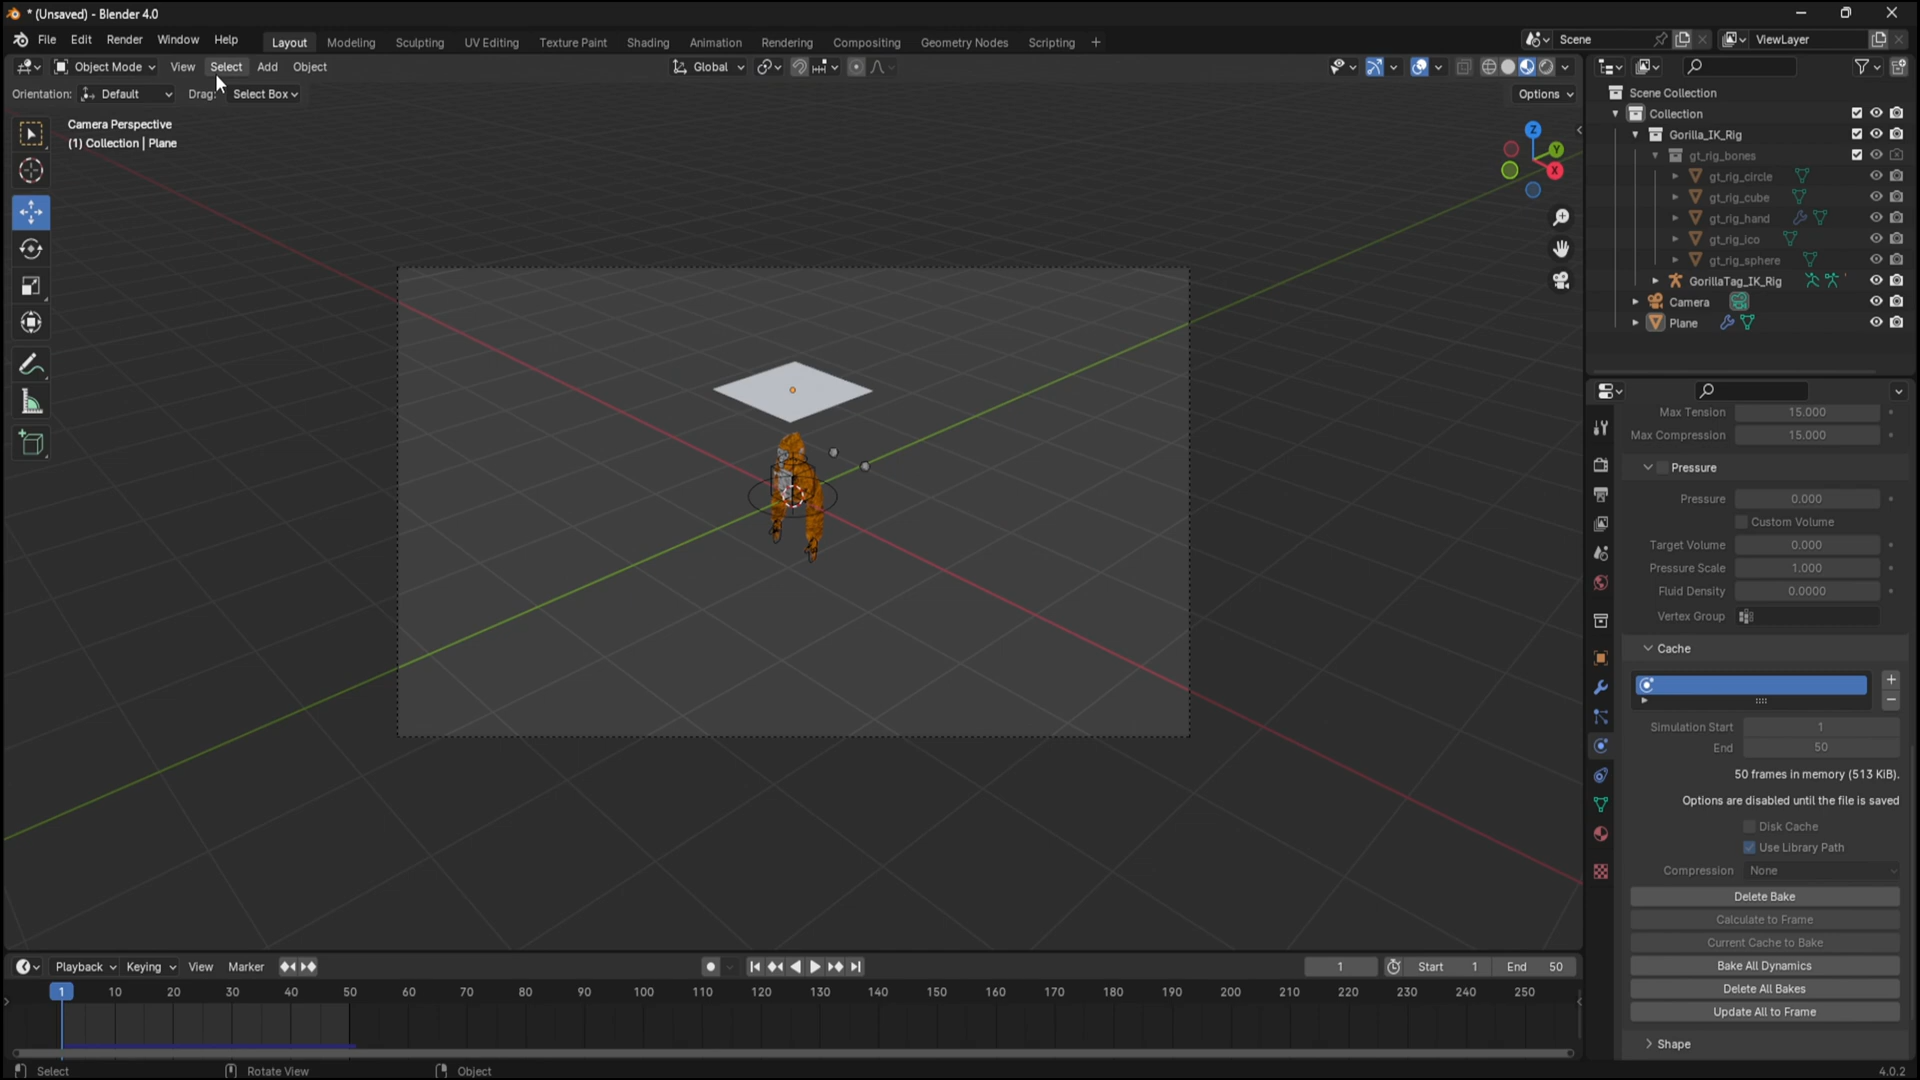 * (Unsaved) - Blender 4.0
File Edit Render Window Help Layout Modeling Sculpting UV Editing Texture Paint Shading Animation Rendering Compositing Geometry Nodes Scripting + Scene ViewLayer
Object Mode View Select Add Object Global
Orientation: Default Drag: Select Box Options
Camera Perspective
(1) Collection | Plane
Z
Y
X
Scene Collection
Collection
Gorilla_IK_Rig
gt_rig_bones
gt_rig_circle
gt_rig_cube
gt_rig_hand
gt_rig_ico
gt_rig_sphere
GorillaTag_IK_Rig
Camera
Plane
Max Tension 15.000
Max Compression 15.000
Pressure
Pressure 0.000
Custom Volume
Target Volume 0.000
Pressure Scale 1.000
Fluid Density 0.0000
Vertex Group
Cache
Simulation Start 1
End 50
50 frames in memory (513 KiB).
Options are disabled until the file is saved
Disk Cache
Use Library Path
Compression None
Delete Bake
Calculate to Frame
Current Cache to Bake
Bake All Dynamics
Delete All Bakes
Update All to Frame
Shape
Playback Keying View Marker 1 Start 1 End 50
1 10 20 30 40 50 60 70 80 90 100 110 120 130 140 150 160 170 180 190 200 210 220 230 240 250
Select Rotate View Object 4.0.2